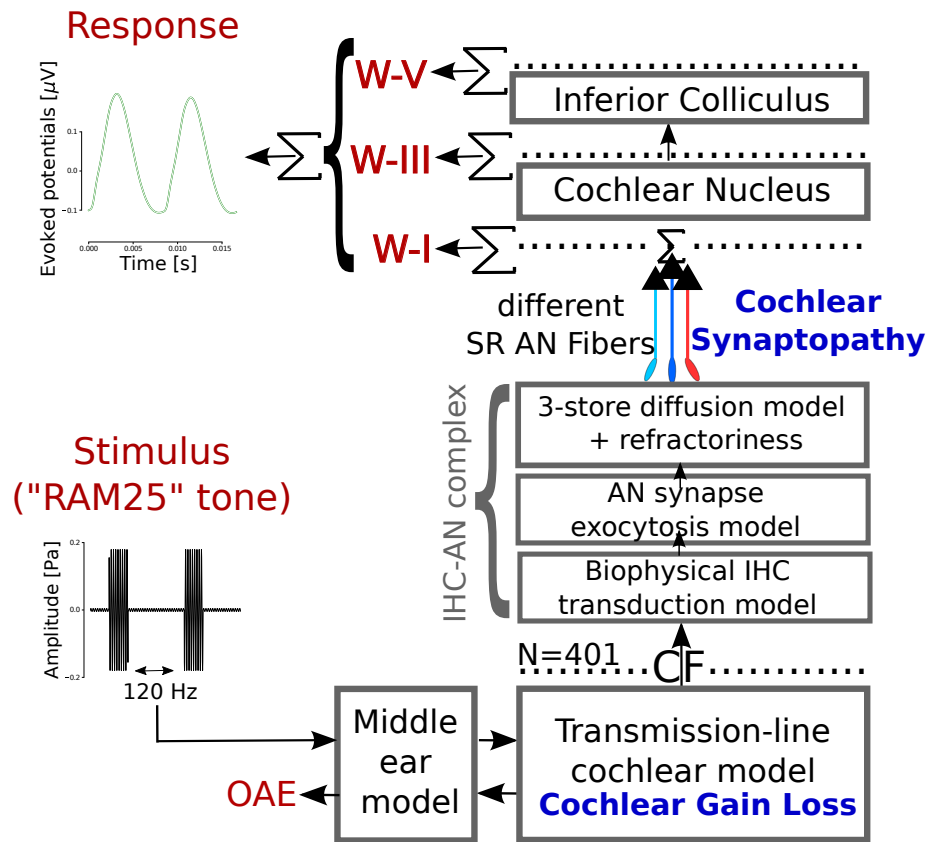 Response
Evoked potentials [µV]
0.1
0.0
−0.1
0.000
0.005
0.010
0.015
Time [s]
∑
W-V
∑
Inferior Colliculus
W-III
∑
Cochlear Nucleus
W-I
∑
∑
different
SR AN Fibers
Cochlear
Synaptopathy
IHC-AN complex
3-store diffusion model
+ refractoriness
AN synapse
exocytosis model
Biophysical IHC
transduction model
N=401
CF
Stimulus
("RAM25" tone)
Amplitude [Pa]
0.2
0.0
−0.2
120 Hz
Middle
ear
model
OAE
Transmission-line
cochlear model
Cochlear Gain Loss